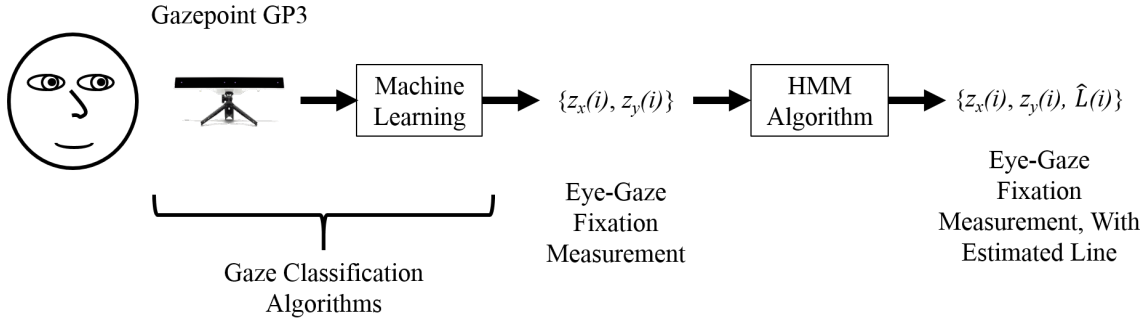 Gazepoint GP3
Machine
Learning
{z_x(i), z_y(i)}
HMM
Algorithm
{z_x(i), z_y(i), L̂(i)}
Eye-Gaze
Fixation
Measurement
Eye-Gaze
Fixation
Measurement, With
Estimated Line
Gaze Classification
Algorithms